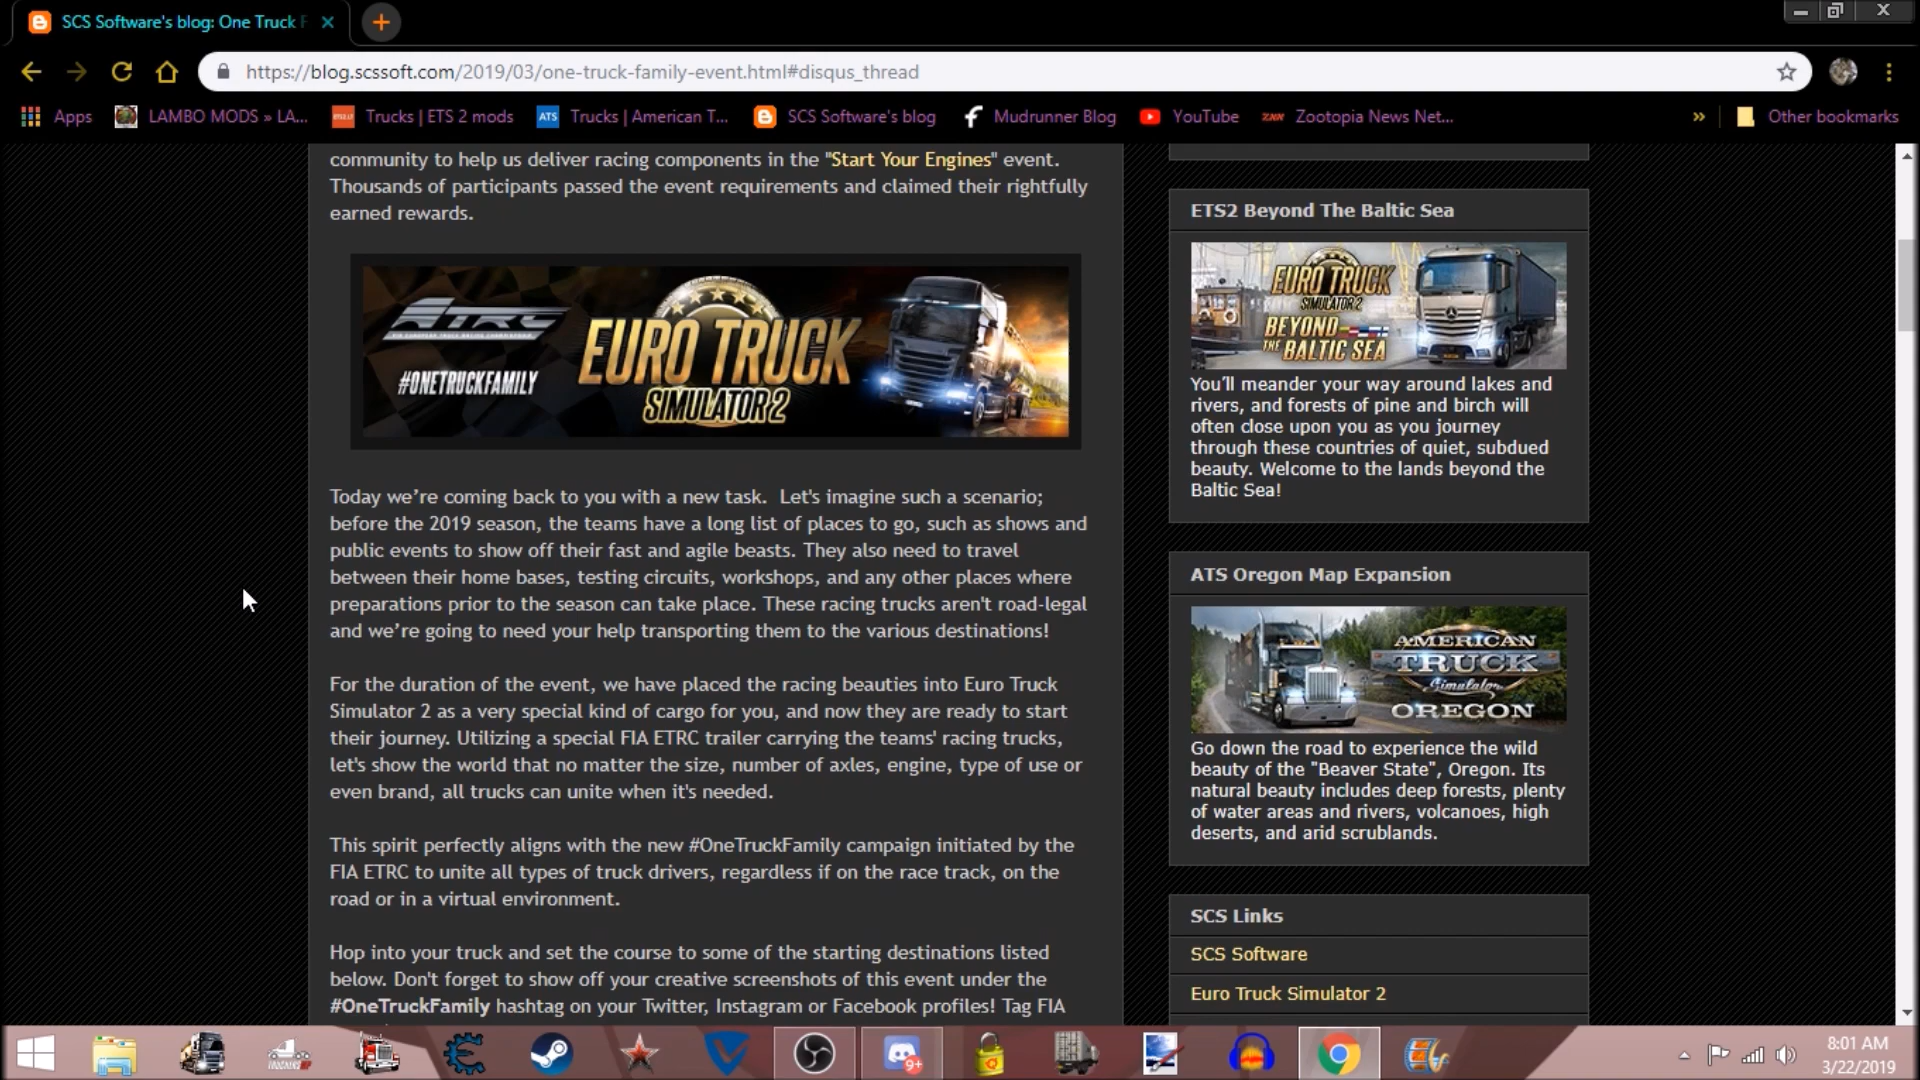 SCS Software's blog: One Truck F
https://blog.scssoft.com/2019/03/one-truck-family-event.html#disqus_thread
Apps
LAMBO MODS » LA...
Trucks | ETS 2 mods
ATS
Trucks | American T...
SCS Software's blog
Mudrunner Blog
YouTube
Zootopia News Net...
»
Other bookmarks
community to help us deliver racing components in the "Start Your Engines" event.
Thousands of participants passed the event requirements and claimed their rightfully
earned rewards.
#ONETRUCKFAMILY
EURO TRUCK
SIMULATOR 2
Today we’re coming back to you with a new task.  Let's imagine such a scenario;
before the 2019 season, the teams have a long list of places to go, such as shows and
public events to show off their fast and agile beasts. They also need to travel
between their home bases, testing circuits, workshops, and any other places where
preparations prior to the season can take place. These racing trucks aren't road-legal
and we’re going to need your help transporting them to the various destinations!
For the duration of the event, we have placed the racing beauties into Euro Truck
Simulator 2 as a very special kind of cargo for you, and now they are ready to start
their journey. Utilizing a special FIA ETRC trailer carrying the teams' racing trucks,
let's show the world that no matter the size, number of axles, engine, type of use or
even brand, all trucks can unite when it's needed.
This spirit perfectly aligns with the new #OneTruckFamily campaign initiated by the
FIA ETRC to unite all types of truck drivers, regardless if on the race track, on the
road or in a virtual environment.
Hop into your truck and set the course to some of the starting destinations listed
below. Don't forget to show off your creative screenshots of this event under the
#OneTruckFamily hashtag on your Twitter, Instagram or Facebook profiles! Tag FIA
ETS2 Beyond The Baltic Sea
EURO TRUCK
SIMULATOR 2
BEYOND
THE BALTIC SEA
You’ll meander your way around lakes and
rivers, and forests of pine and birch will
often close upon you as you journey
through these countries of quiet, subdued
beauty. Welcome to the lands beyond the
Baltic Sea!
ATS Oregon Map Expansion
AMERICAN
TRUCK
Simulator
OREGON
Go down the road to experience the wild
beauty of the "Beaver State", Oregon. Its
natural beauty includes deep forests, plenty
of water areas and rivers, volcanoes, high
deserts, and arid scrublands.
SCS Links
SCS Software
Euro Truck Simulator 2
9+
8:01 AM
3/22/2019